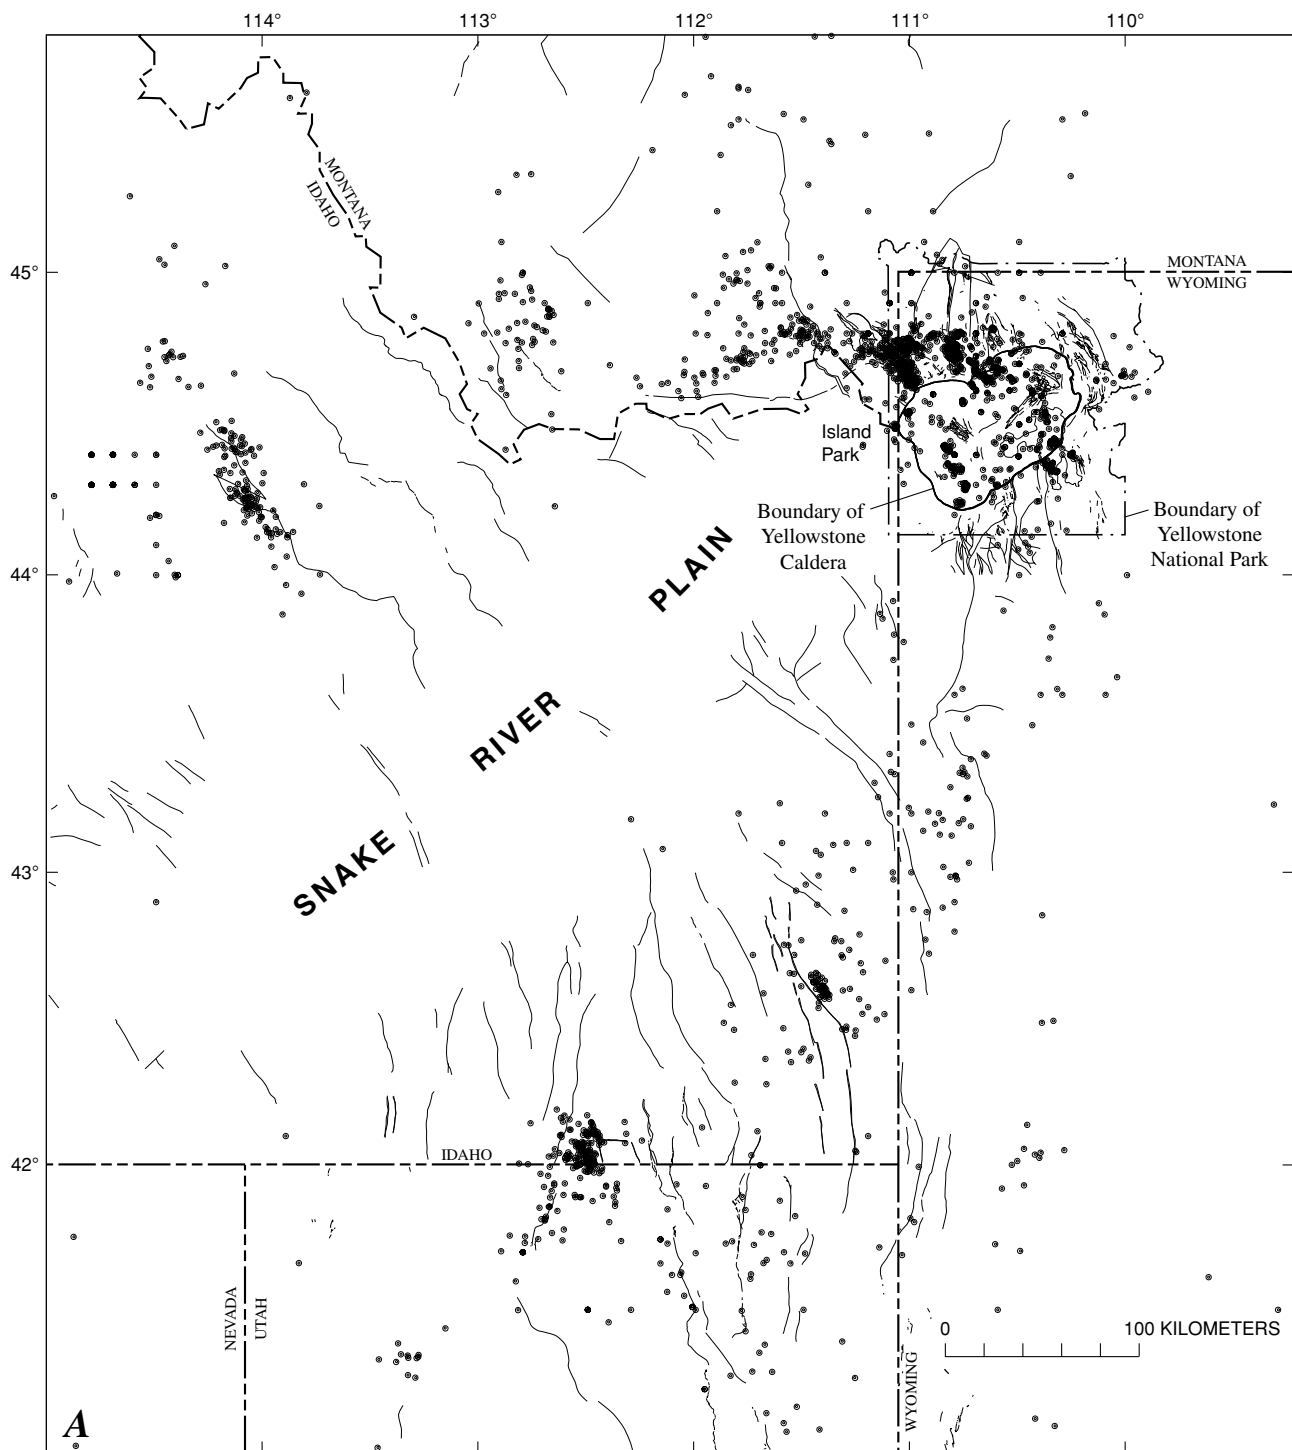 114° 113° 112° 111° 110°
MONTANA
IDAHO
45°
MONTANA
WYOMING
Island
Park
Boundary of
Yellowstone
Caldera
Boundary of
Yellowstone
National Park
44°
PLAIN
RIVER
SNAKE
43°
42°
IDAHO
NEVADA
UTAH
WYOMING
0 100 KILOMETERS
A